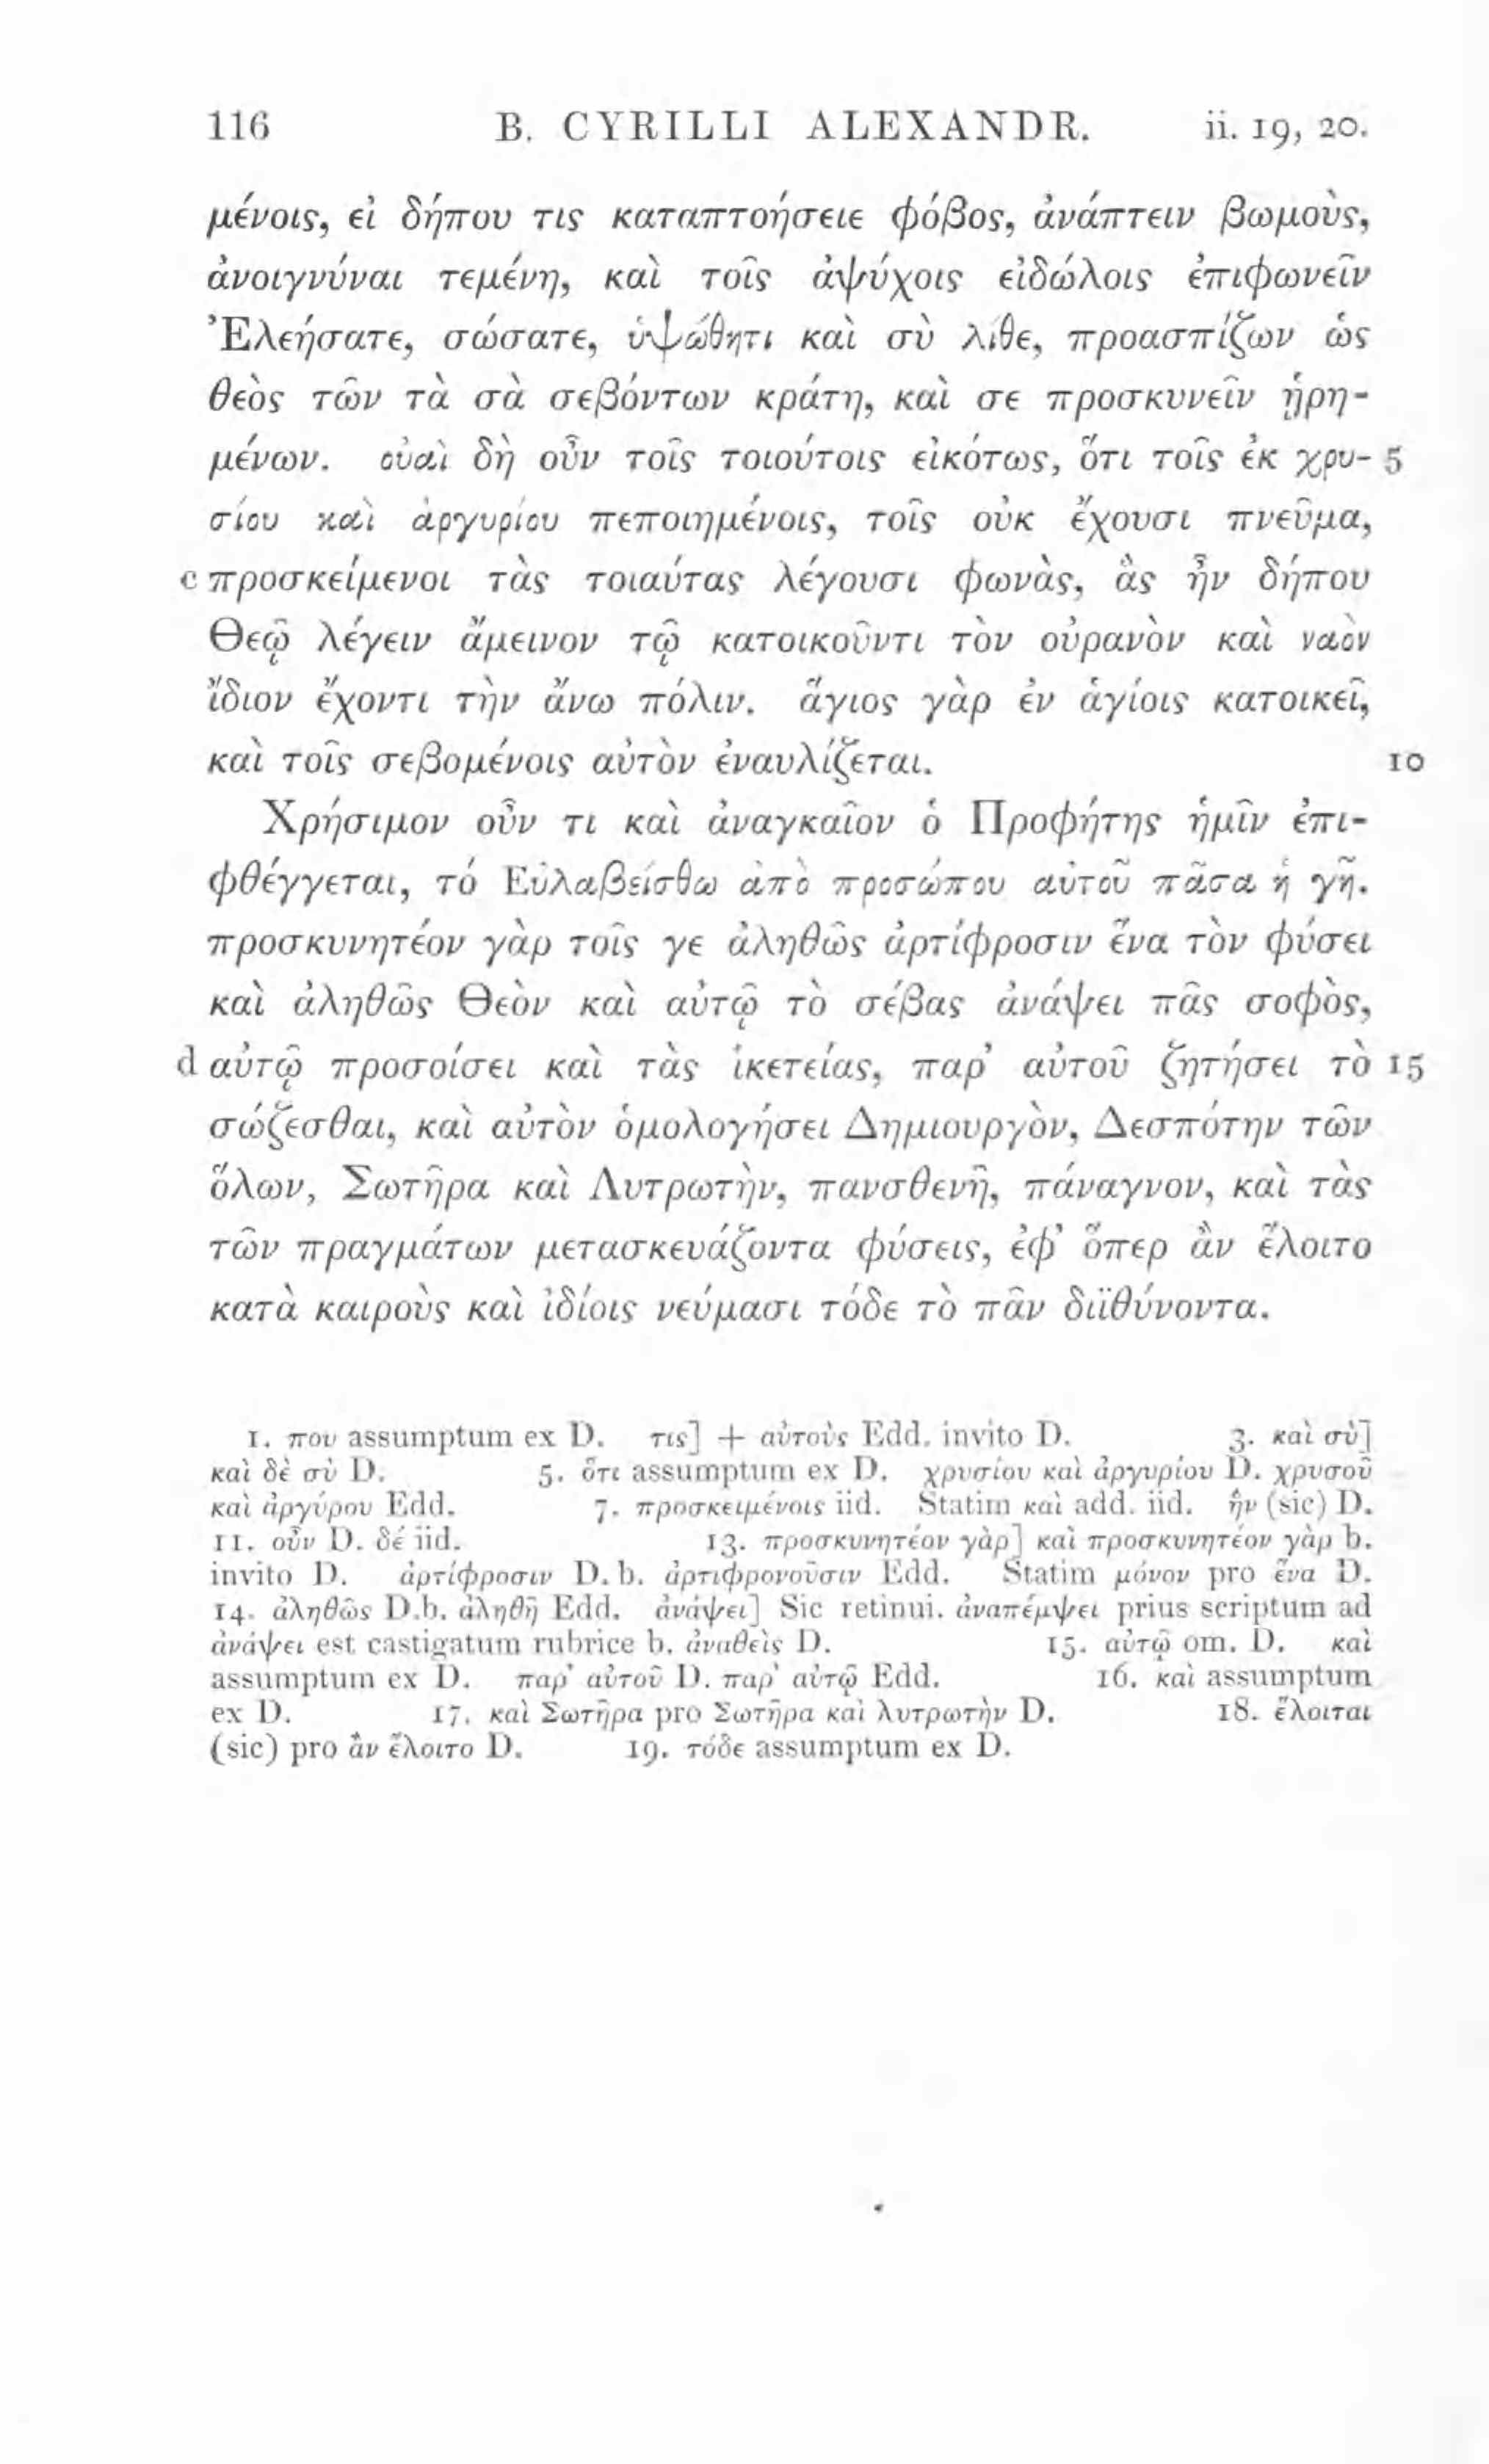 116 B. CYRILLI ALEXANDR. ii. 19, 20.
μένοις, εἰ δήπου τις καταπτοήσειε φόβος, ἀνάπτειν βωμοὺς,
ἀνοιγνύναι τεμένη, καὶ τοῖς ἀψύχοις εἰδώλοις ἐπιφωνεῖν
Ἐλεήσατε, σώσατε, ὑψώθητι καὶ σὺ λίθε, προασπίζων ὡς
θεὸς τῶν τὰ σὰ σεβόντων κράτη, καὶ σε προσκυνεῖν ᾑρη-
μένων. οὐαὶ δὴ οὖν τοῖς τοιούτοις εἰκότως, ὅτι τοῖς ἐκ χρυ- 5
σίου καὶ ἀργυρίου πεποιημένοις, τοῖς οὐκ ἔχουσι πνεῦμα,
c προσκείμενοι τὰς τοιαύτας λέγουσι φωνὰς, ἃς ἦν δήπου
Θεῷ λέγειν ἄμεινον τῷ κατοικοῦντι τὸν οὐρανὸν καὶ ναὸν
ἴδιον ἔχοντι τὴν ἄνω πόλιν. ἅγιος γὰρ ἐν ἁγίοις κατοικεῖ,
καὶ τοῖς σεβομένοις αὐτὸν ἐναυλίζεται. 10
Χρήσιμον οὖν τι καὶ ἀναγκαῖον ὁ Προφήτης ἡμῖν ἐπι-
φθέγγεται, τό Εὐλαβείσθω ἀπὸ προσώπου αὐτοῦ πᾶσα ἡ γῆ.
προσκυνητέον γὰρ τοῖς γε ἀληθῶς ἀρτίφροσιν ἕνα τὸν φύσει
καὶ ἀληθῶς Θεὸν καὶ αὐτῷ τὸ σέβας ἀνάψει πᾶς σοφὸς,
d αὐτῷ προσοίσει καὶ τὰς ἱκετείας, παρ’ αὐτοῦ ζητήσει τὸ 15
σώζεσθαι, καὶ αὐτὸν ὁμολογήσει Δημιουργὸν, Δεσπότην τῶν
ὅλων, Σωτῆρα καὶ Λυτρωτὴν, πανσθενῆ, πάναγνον, καὶ τὰς
τῶν πραγμάτων μετασκευάζοντα φύσεις, ἐφ’ ὅπερ ἂν ἕλοιτο
κατὰ καιροὺς καὶ ἰδίοις νεύμασι τόδε τὸ πᾶν διϊθύνοντα.
1. που assumptum ex D. τις] + αὐτοὺς Edd. invito D. 3. καὶ σὺ]
καὶ δὲ σὺ D. 5. ὅτι assumptum ex D. χρυσίου καὶ ἀργυρίου D. χρυσοῦ
καὶ ἀργύρου Edd. 7. προσκειμένοις iid. Statim καὶ add. iid. ἣν (sic) D.
11. οὖν D. δέ iid. 13. προσκυνητέον γὰρ] καὶ προσκυνητέον γὰρ b.
invito D. ἀρτίφροσιν D. b. ἀρτιφρονοῦσιν Edd. Statim μόνον pro ἕνα D.
14. ἀληθῶς D.b. ἀληθῆ Edd. ἀνάψει] Sic retinui. ἀναπέμψει prius scriptum ad
ἀνάψει est castigatum rubrice b. ἀναθεὶς D. 15. αὐτῷ om. D. καὶ
assumptum ex D. παρ’ αὐτοῦ D. παρ’ αὐτῷ Edd. 16. καὶ assumptum
ex D. 17. καὶ Σωτῆρα pro Σωτῆρα καὶ λυτρωτὴν D. 18. ἕλοιται
(sic) pro ἂν ἕλοιτο D. 19. τόδε assumptum ex D.